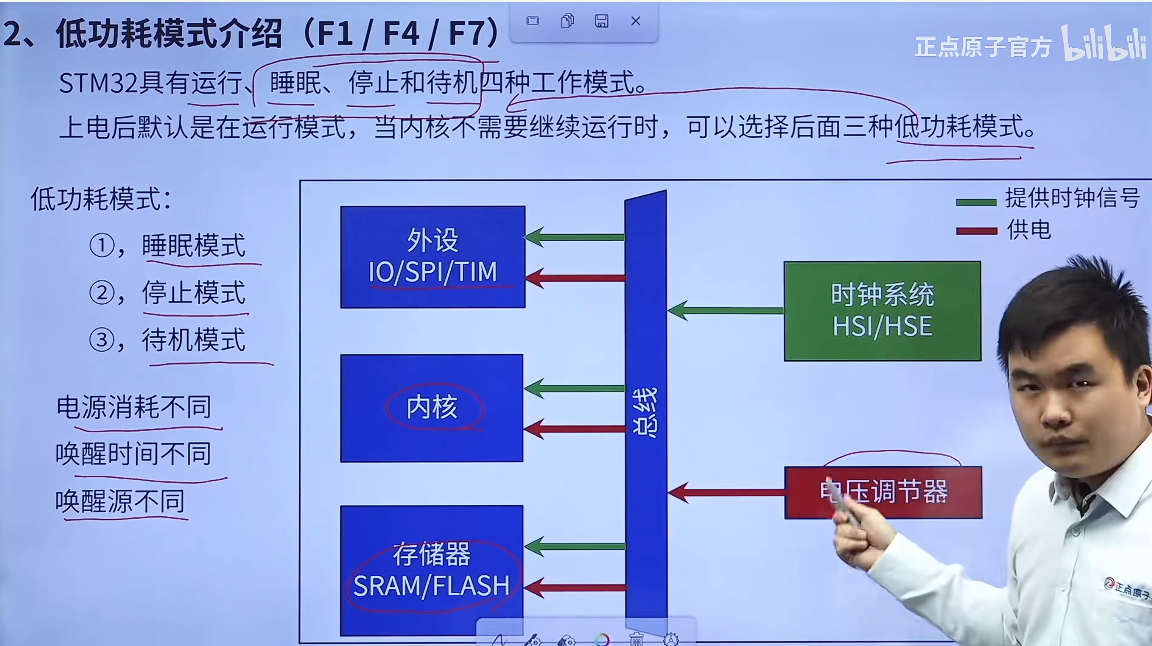 2、低功耗模式介绍（F1 / F4 / F7）
正点原子官方 bilibili
STM32具有运行、睡眠、停止和待机四种工作模式。
上电后默认是在运行模式，当内核不需要继续运行时，可以选择后面三种低功耗模式。
低功耗模式：
①，睡眠模式
②，停止模式
③，待机模式
电源消耗不同
唤醒时间不同
唤醒源不同
提供时钟信号
供电
外设
IO/SPI/TIM
时钟系统
HSI/HSE
内核
总线
电压调节器
存储器
SRAM/FLASH
正点原子